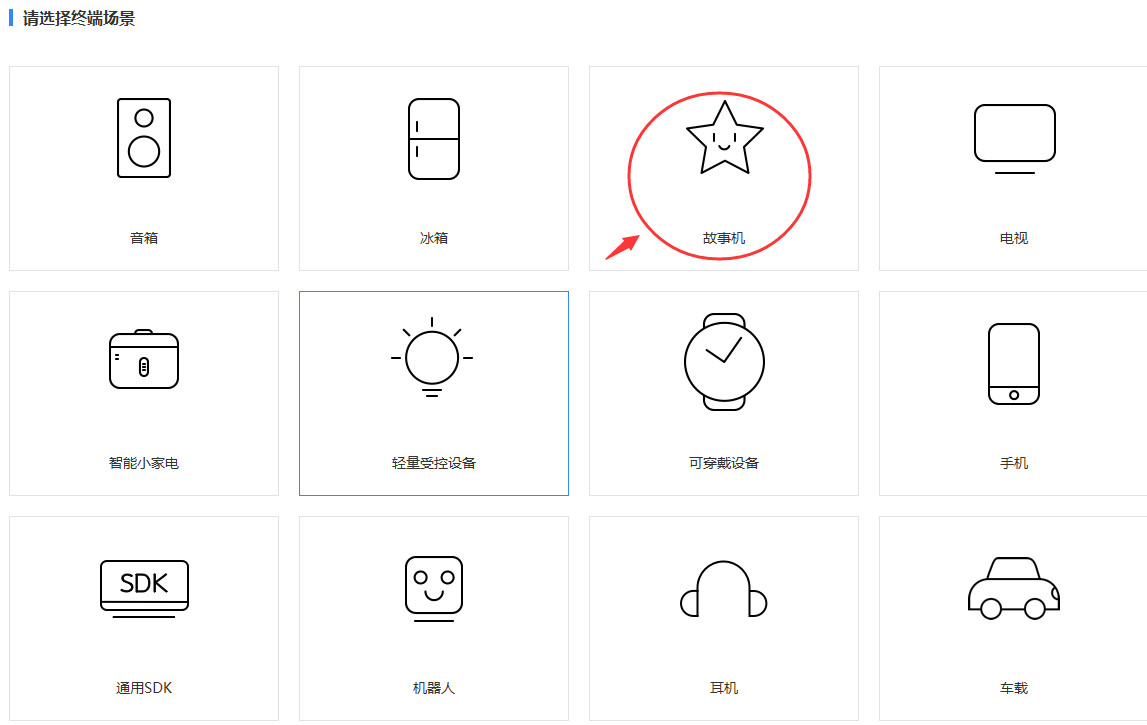 请选择终端场景
音箱
冰箱
故事机
电视
智能小家电
轻量受控设备
可穿戴设备
手机
SDK
通用SDK
机器人
耳机
车载